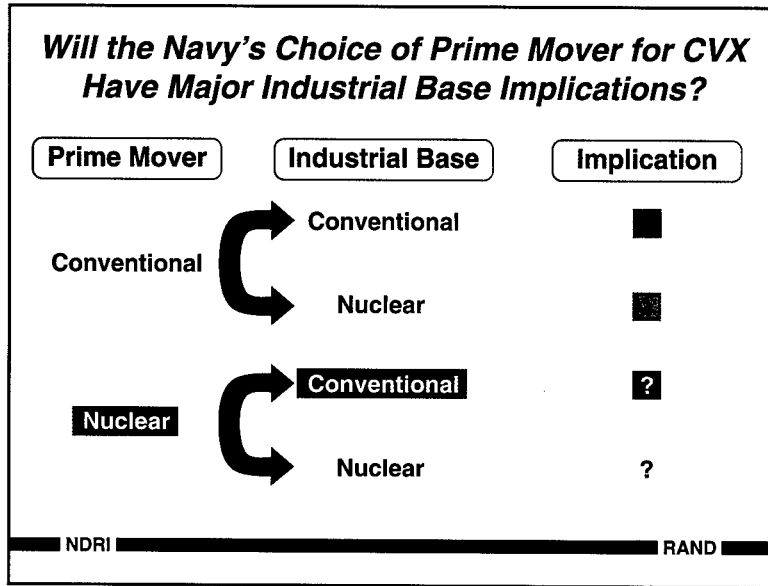 Will the Navy's Choice of Prime Mover for CVX
Have Major Industrial Base Implications?
Prime Mover
Industrial Base
Implication
Conventional
Conventional
Nuclear
Nuclear
Conventional
?
Nuclear
?
NDRI
RAND